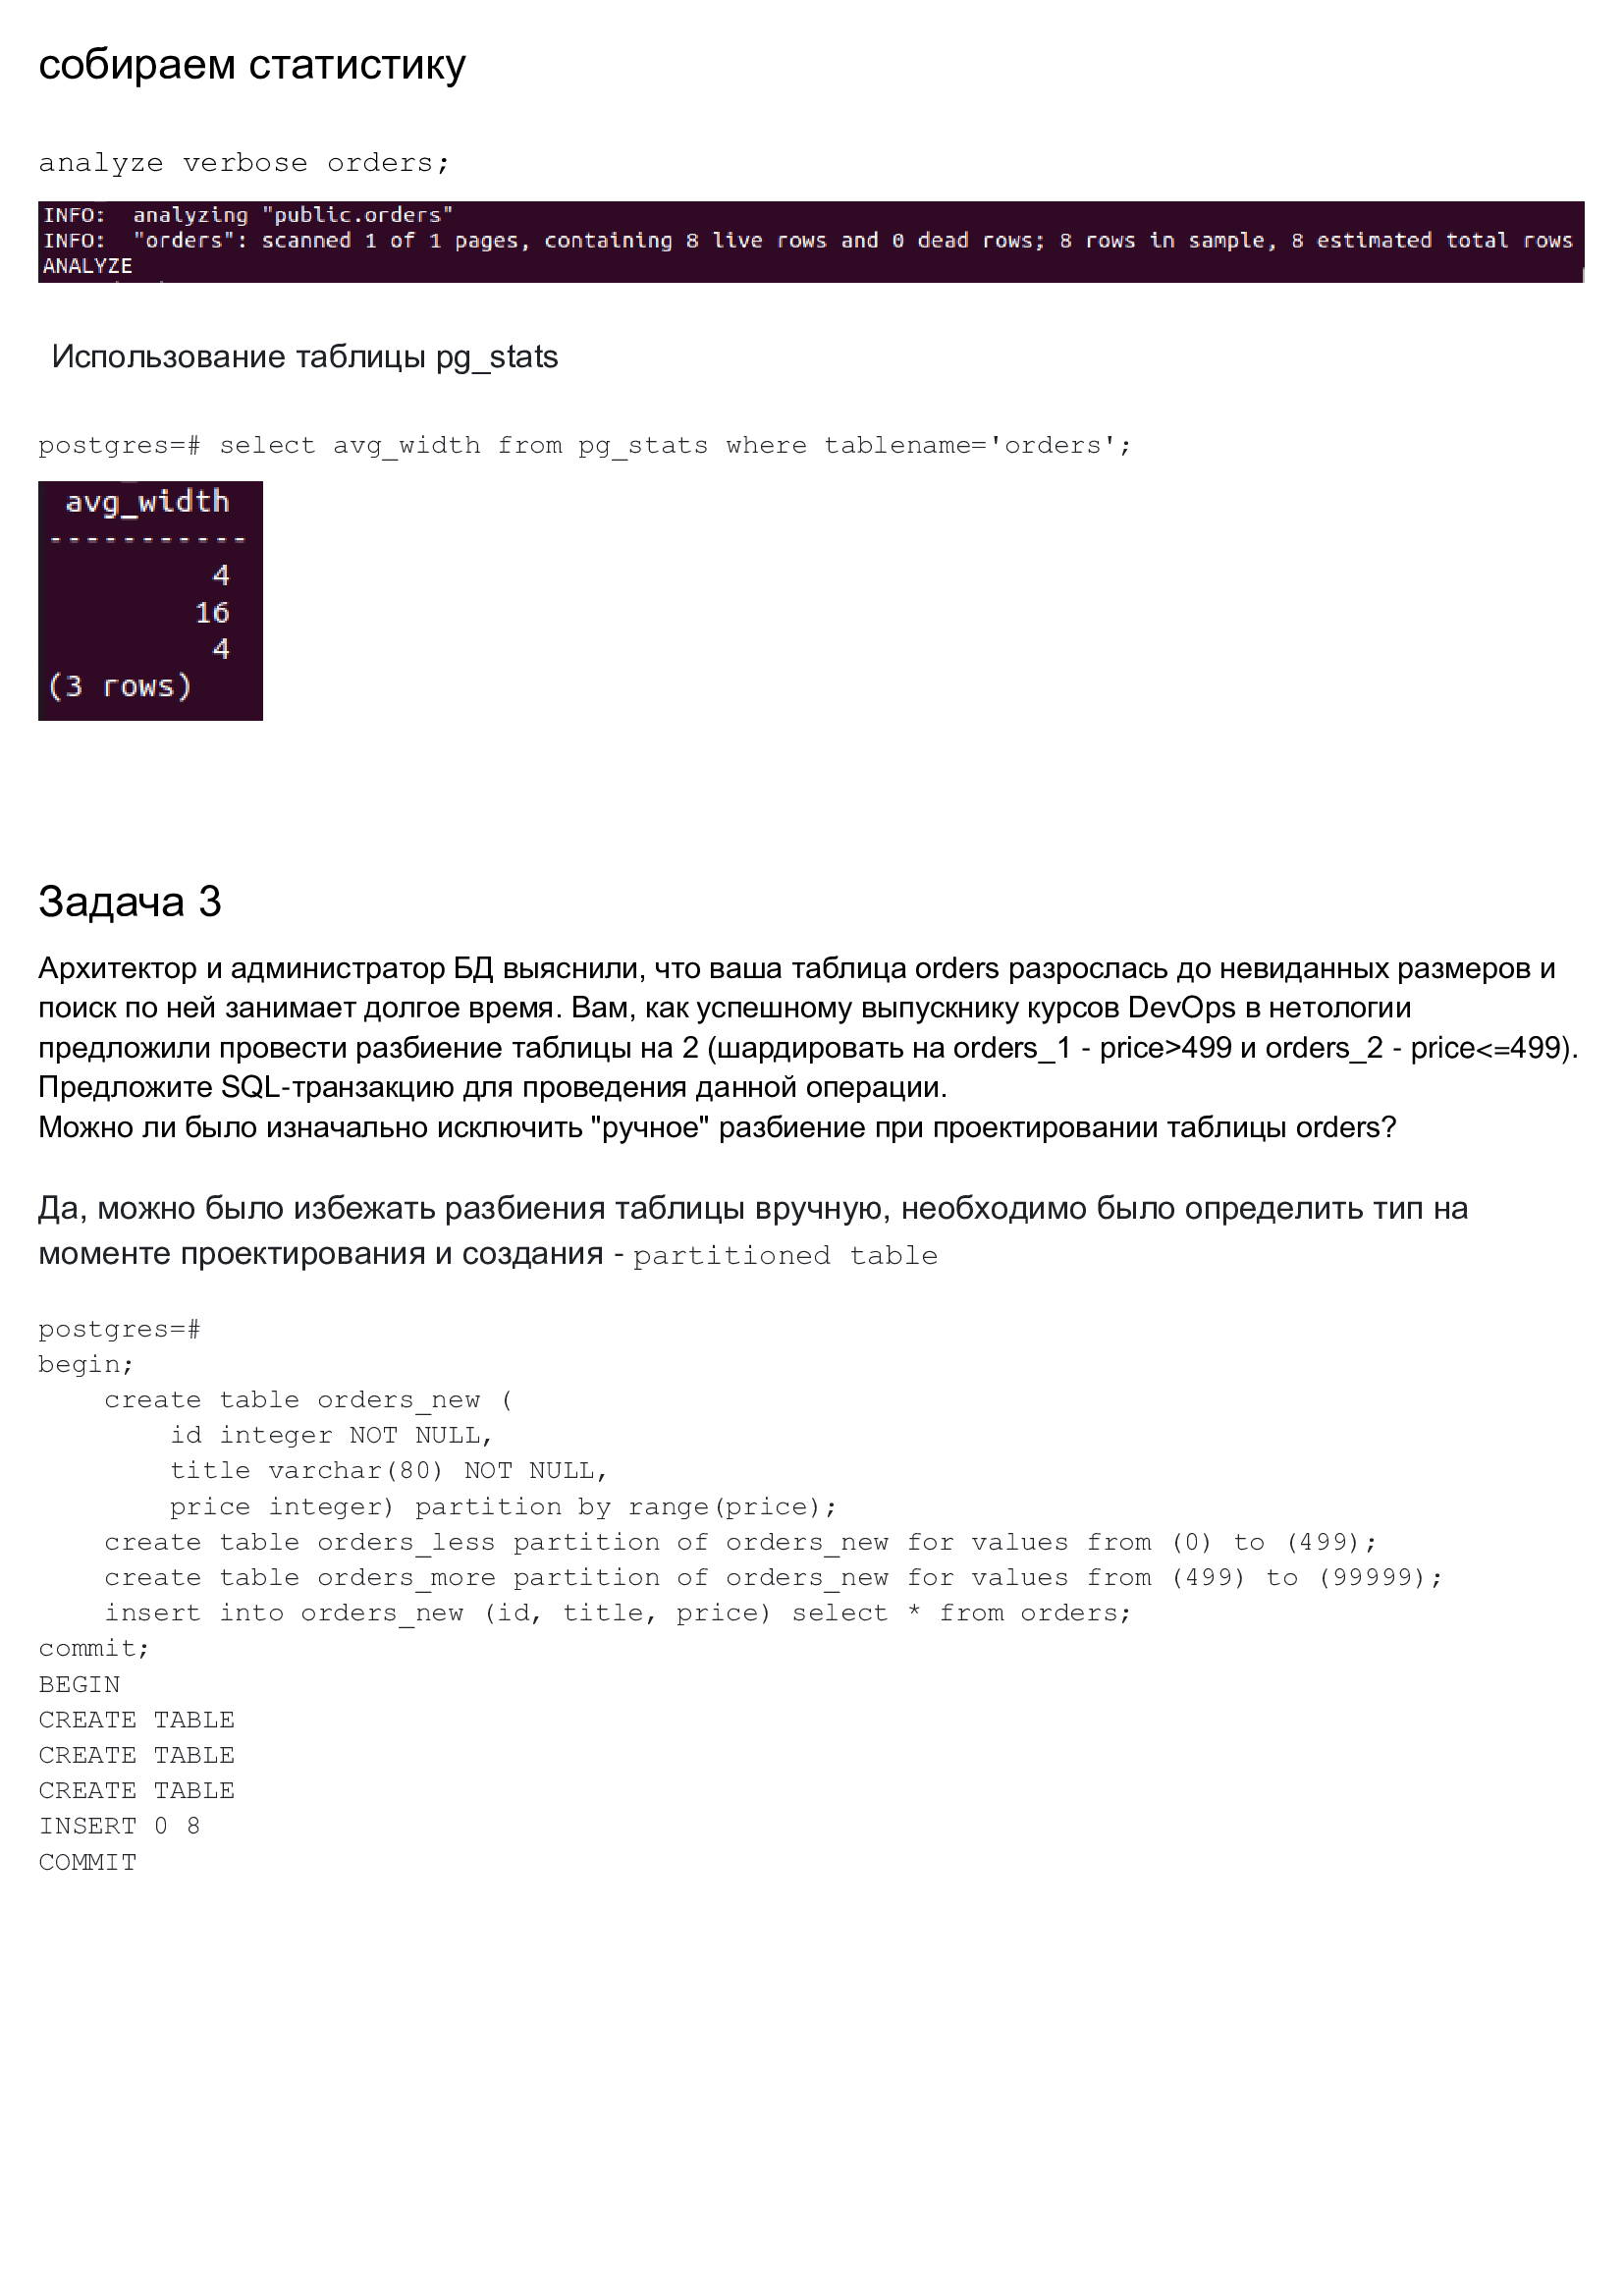 собираем статистику
analyze verbose orders;
INFO:  analyzing "public.orders"
INFO:  "orders": scanned 1 of 1 pages, containing 8 live rows and 0 dead rows; 8 rows in sample, 8 estimated total rows
ANALYZE
Использование таблицы pg_stats
postgres=# select avg_width from pg_stats where tablename='orders';
avg_width
-----------
4
16
4
(3 rows)
Задача 3
Архитектор и администратор БД выяснили, что ваша таблица orders разрослась до невиданных размеров и
поиск по ней занимает долгое время. Вам, как успешному выпускнику курсов DevOps в нетологии
предложили провести разбиение таблицы на 2 (шардировать на orders_1 - price>499 и orders_2 - price<=499).
Предложите SQL-транзакцию для проведения данной операции.
Можно ли было изначально исключить "ручное" разбиение при проектировании таблицы orders?
Да, можно было избежать разбиения таблицы вручную, необходимо было определить тип на
моменте проектирования и создания - partitioned table
postgres=#
begin;
    create table orders_new (
        id integer NOT NULL,
        title varchar(80) NOT NULL,
        price integer) partition by range(price);
    create table orders_less partition of orders_new for values from (0) to (499);
    create table orders_more partition of orders_new for values from (499) to (99999);
    insert into orders_new (id, title, price) select * from orders;
commit;
BEGIN
CREATE TABLE
CREATE TABLE
CREATE TABLE
INSERT 0 8
COMMIT